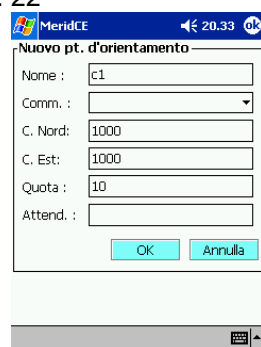 22
MeridCE 20.33 ok
Nuovo pt. d'orientamento
Nome : c1
Comm. :
C. Nord: 1000
C. Est: 1000
Quota : 10
Attend. :
OK Annulla